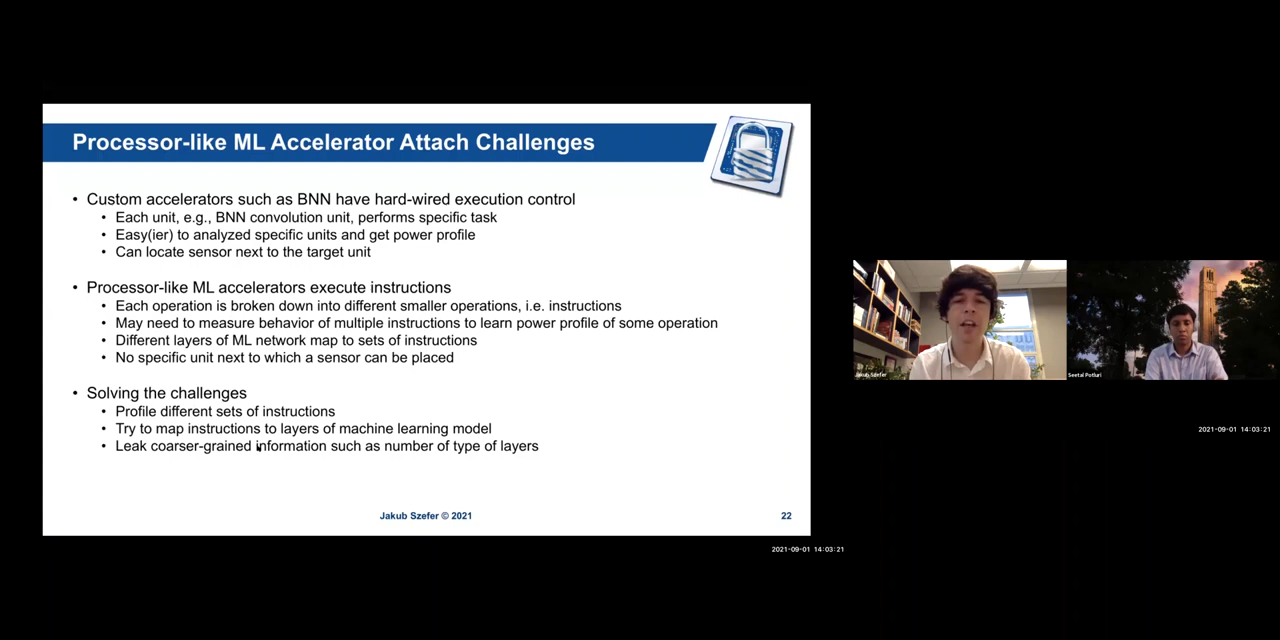 Processor-like ML Accelerator Attach Challenges
• Custom accelerators such as BNN have hard-wired execution control
• Each unit, e.g., BNN convolution unit, performs specific task
• Easy(ier) to analyzed specific units and get power profile
• Can locate sensor next to the target unit
• Processor-like ML accelerators execute instructions
• Each operation is broken down into different smaller operations, i.e. instructions
• May need to measure behavior of multiple instructions to learn power profile of some operation
• Different layers of ML network map to sets of instructions
• No specific unit next to which a sensor can be placed
• Solving the challenges
• Profile different sets of instructions
• Try to map instructions to layers of machine learning model
• Leak coarser-grained information such as number of type of layers
Jakub Szefer © 2021
22
2021-09-01 14:03:21
Jakub Szefer
Seetal Potluri
2021-09-01 14:03:21